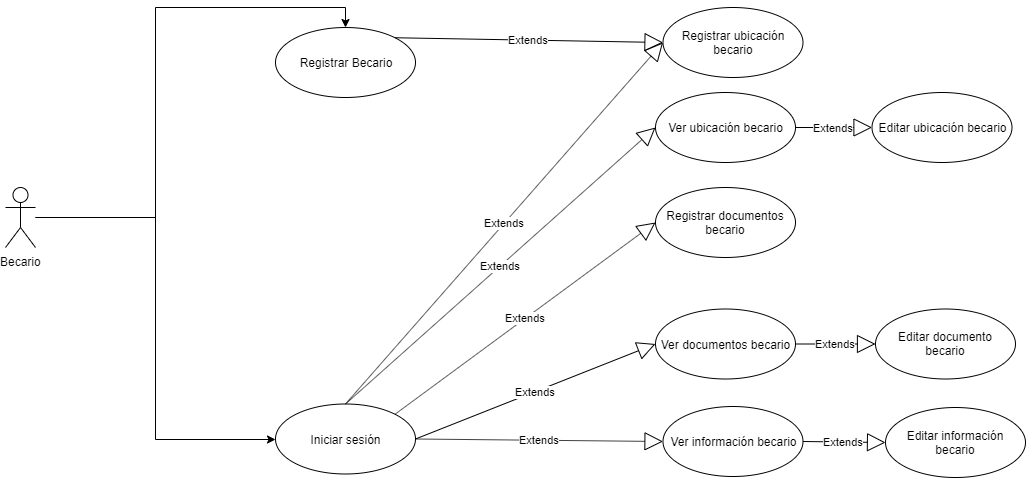 Registrar ubicación
becario
Extends
Registrar Becario
Ver ubicación becario
Extends
Editar ubicación becario
Registrar documentos
becario
Extends
Becario
Extends
Extends
Ver documentos becario
Extends
Editar documento
becario
Extends
Iniciar sesión
Extends
Ver información becario
Extends
Editar información
becario